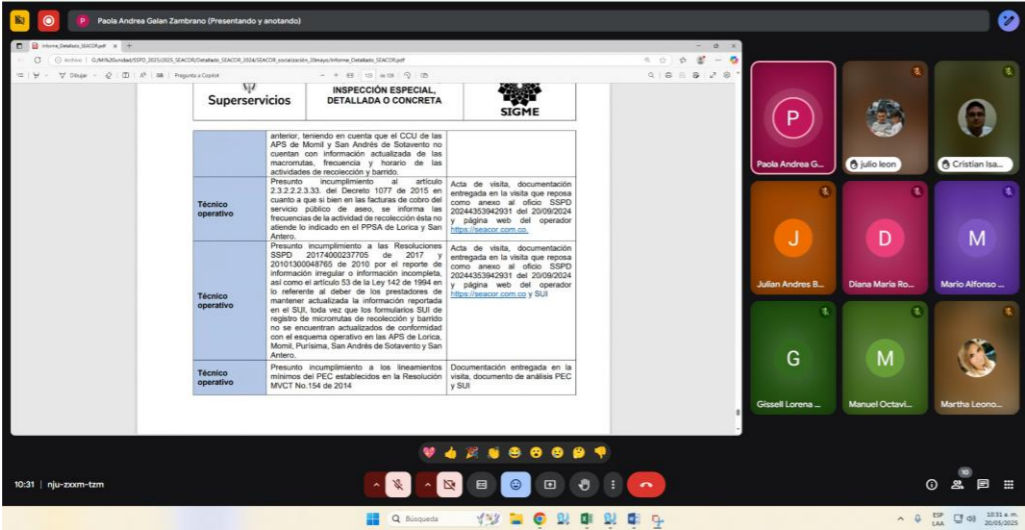 P Paola Andrea Galan Zambrano (Presentando y anotando)
Informe_Detallado_SEACOR.pdf
Archivo
Dibujar
Pregunta a Copilot
Superservicios
INSPECCIÓN ESPECIAL,
DETALLADA O CONCRETA
SIGME
anterior, teniendo en cuenta que el CCU de las
APS de Momil y San Andrés de Sotavento no
cuentan con información actualizada de las
macrorrutas, frecuencia y horario de las
actividades de recolección y barrido.
Técnico
operativo
Presunto incumplimiento al artículo
2.3.2.2.2.3.33. del Decreto 1077 de 2015 en
cuanto a que si bien en las facturas de cobro del
servicio público de aseo, se informa las
frecuencias de la actividad de recolección ésta no
atiende lo indicado en el PPSA de Lorica y San
Antero.
Acta de visita, documentación
entregada en la visita que reposa
como anexo al oficio SSPD
20244353942931 del 20/09/2024
y página web del operador
https://seacor.com.co.
Técnico
operativo
Presunto incumplimiento a las Resoluciones
SSPD 20174000237705 de 2017 y
20101300048765 de 2010 por el reporte de
información irregular o información incompleta,
así como el artículo 53 de la Ley 142 de 1994 en
lo referente al deber de los prestadores de
mantener actualizada la información reportada
en el SUI, toda vez que los formularios SUI de
registro de microrrutas de recolección y barrido
no se encuentran actualizados de conformidad
con el esquema operativo en las APS de Lorica,
Momil, Purísima, San Andrés de Sotavento y San
Antero.
Acta de visita, documentación
entregada en la visita que reposa
como anexo al oficio SSPD
20244353942931 del 20/09/2024
y página web del operador
https://seacor.com.co y SUI
Técnico
operativo
Presunto incumplimiento a los lineamientos
mínimos del PEC establecidos en la Resolución
MVCT No.154 de 2014
Documentación entregada en la
visita, documento de análisis PEC
y SUI
P
Paola Andrea G...
julio leon
Cristian Isa...
J
Julian Andres B...
D
Diana Maria Ro...
M
Mario Alfonso ...
G
Gissell Lorena ...
M
Manuel Octavi...
Martha Leono...
10:31 | nju-zxxm-tzm
10
Búsqueda
ESP
LAA
10:31 a. m.
20/05/2025